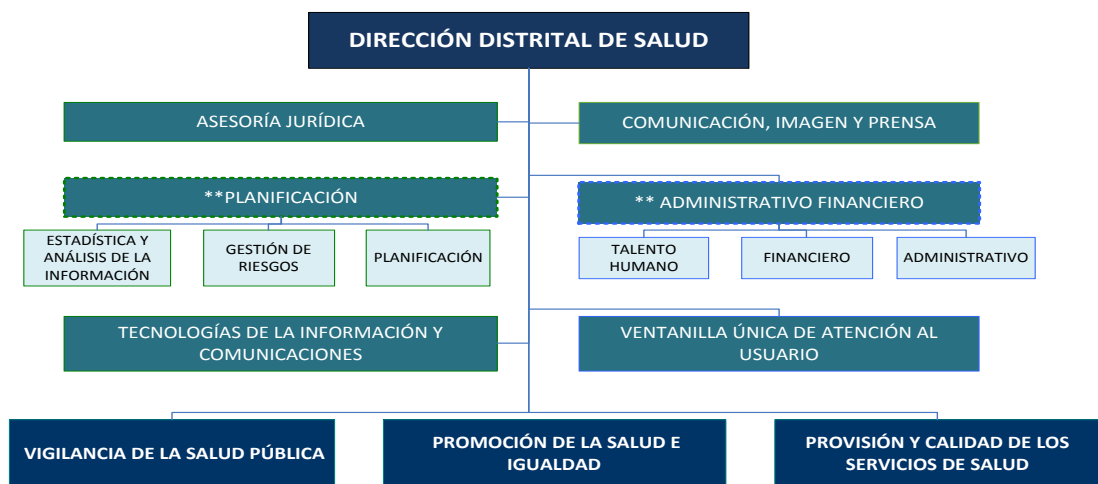 DIRECCIÓN DISTRITAL DE SALUD
ASESORÍA JURÍDICA
COMUNICACIÓN, IMAGEN Y PRENSA
**PLANIFICACIÓN
** ADMINISTRATIVO FINANCIERO
ESTADÍSTICA Y
ANÁLISIS DE LA
INFORMACIÓN
GESTIÓN DE
RIESGOS
PLANIFICACIÓN
TALENTO
HUMANO
FINANCIERO
ADMINISTRATIVO
TECNOLOGÍAS DE LA INFORMACIÓN Y
COMUNICACIONES
VENTANILLA ÚNICA DE ATENCIÓN AL
USUARIO
VIGILANCIA DE LA SALUD PÚBLICA
PROMOCIÓN DE LA SALUD E
IGUALDAD
PROVISIÓN Y CALIDAD DE LOS
SERVICIOS DE SALUD